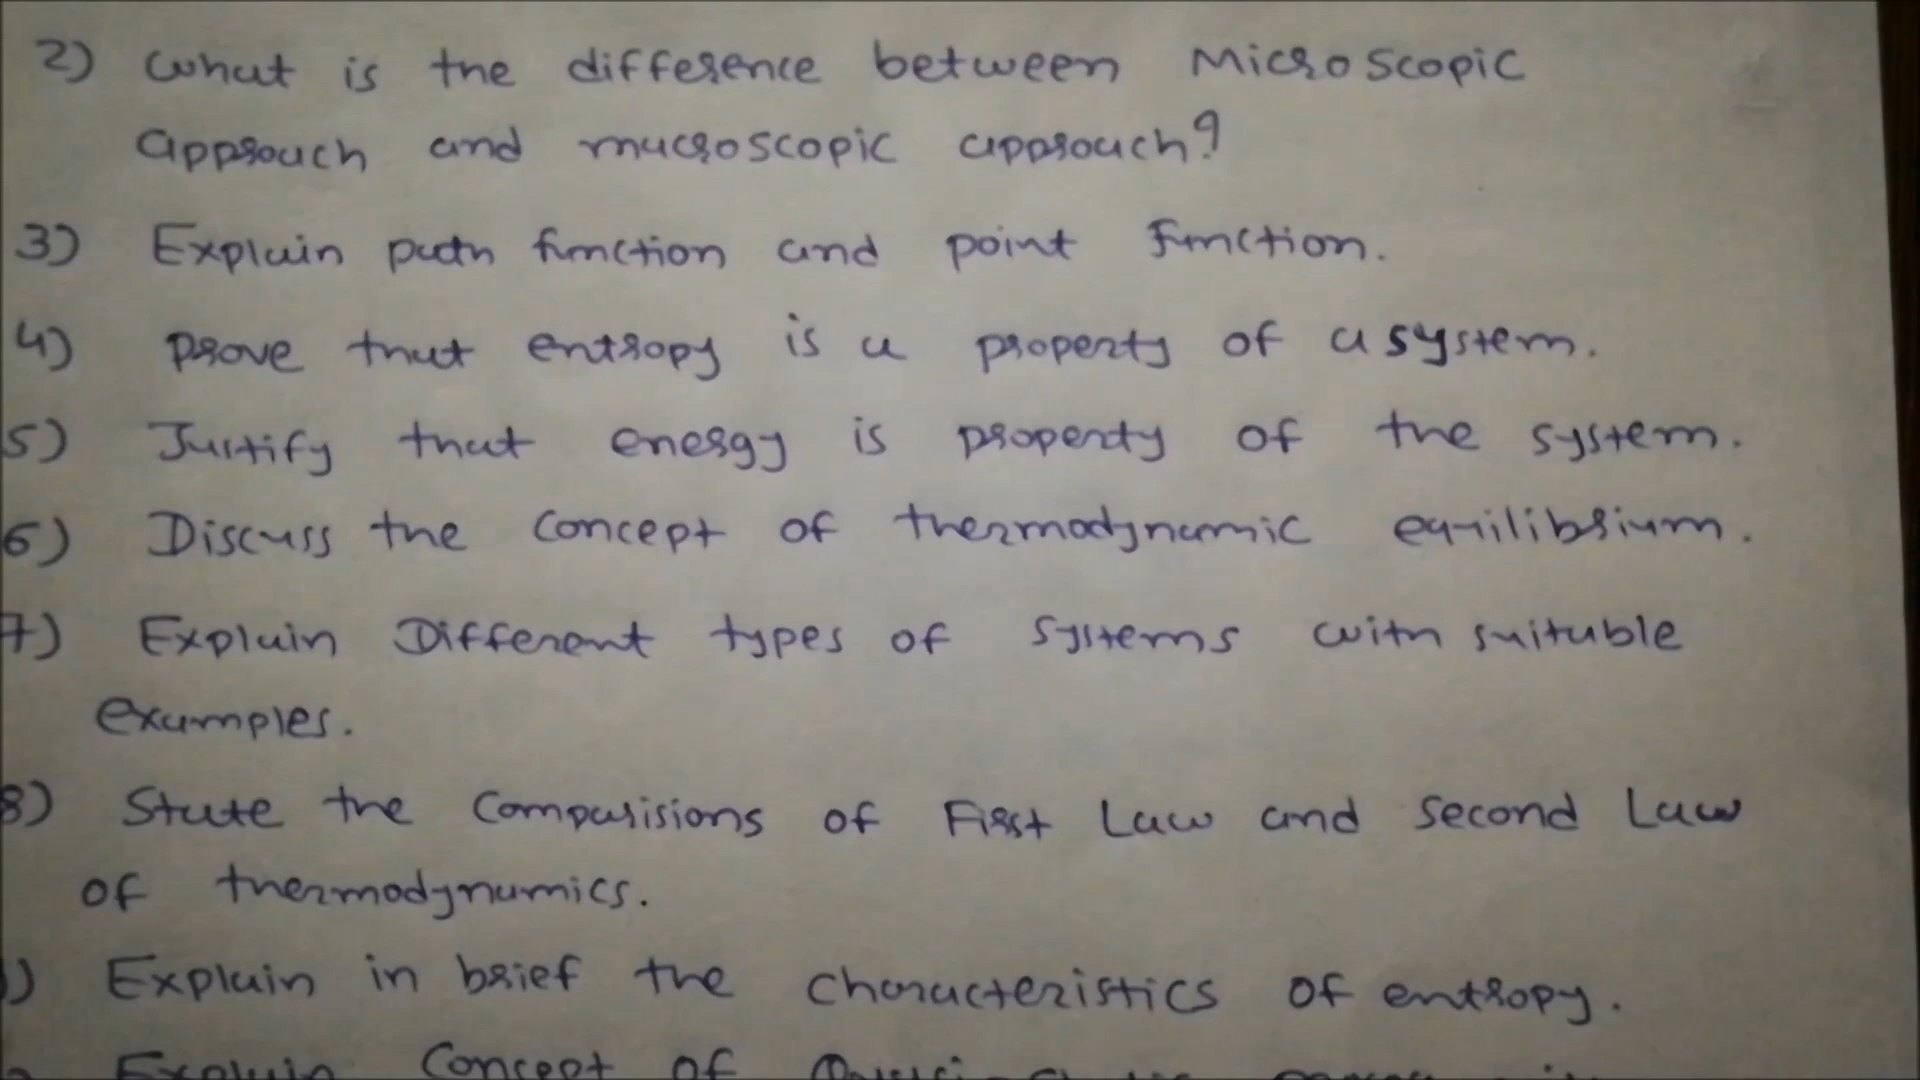 2) What is the difference between Microscopic
approach and macroscopic approach?
3) Explain path function and point function.
4) Prove that entropy is a property of a system.
5) Justify that energy is property of the system.
6) Discuss the concept of thermodynamic equilibrium.
7) Explain Different types of systems with suitable
examples.
8) State the Comparisions of First Law and Second Law
of thermodynamics.
) Explain in brief the characteristics of entropy.
Explain Concept of